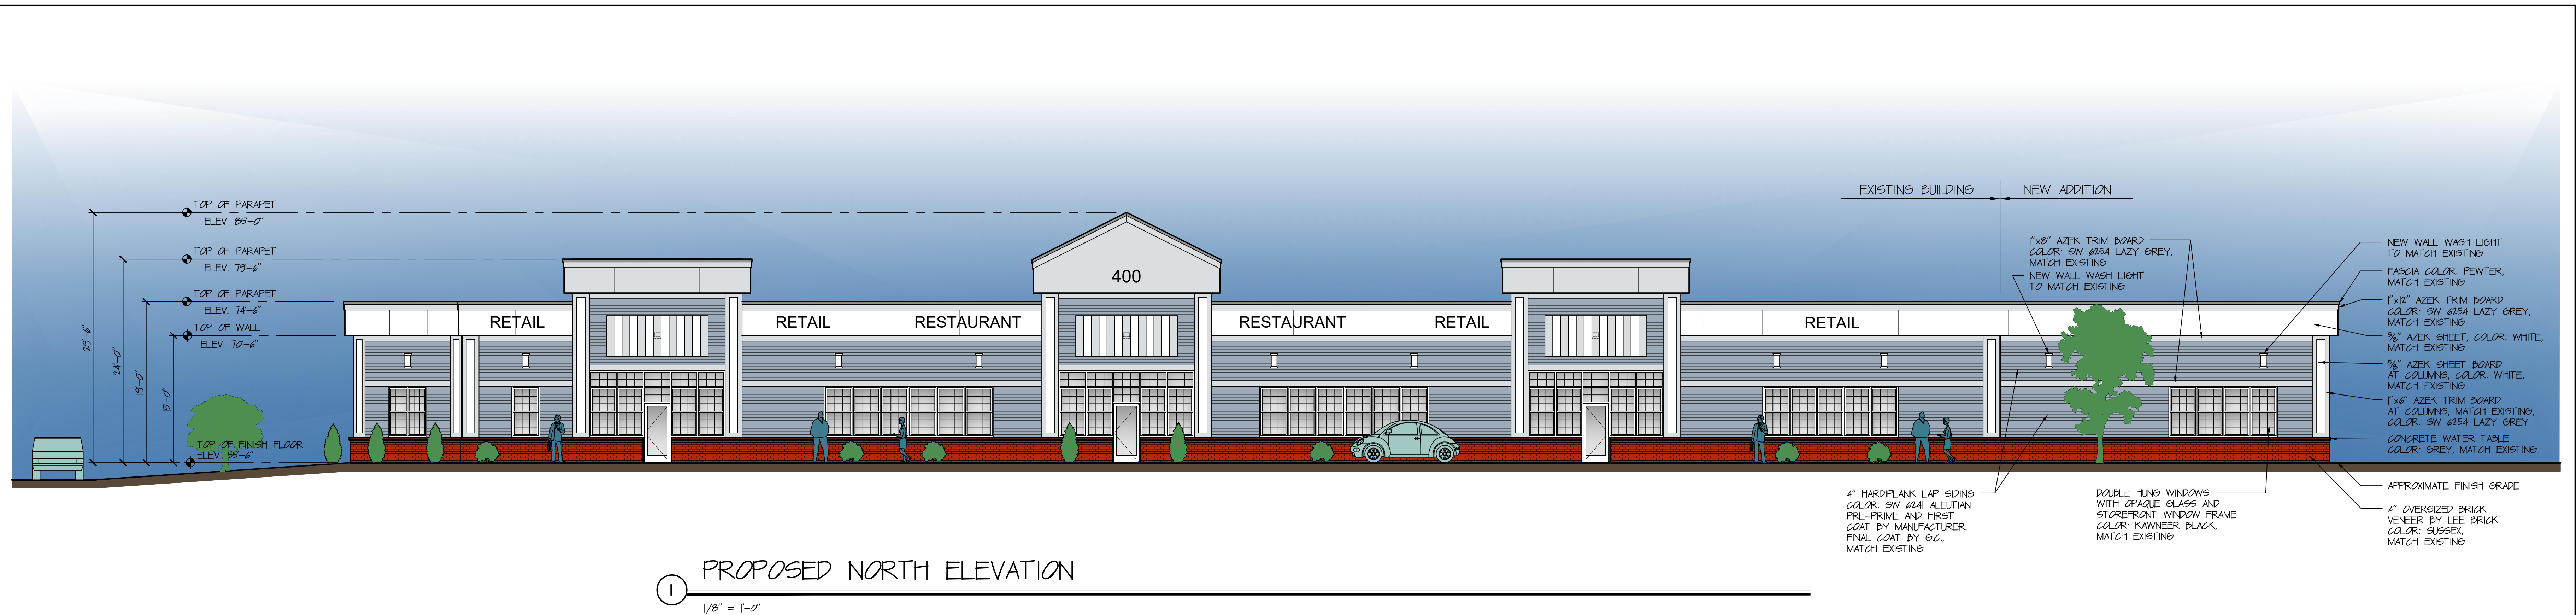 EXISTING BUILDING
NEW ADDITION
TOP OF PARAPET
ELEV. 85'-0"
TOP OF PARAPET
ELEV. 79'-6"
TOP OF PARAPET
ELEV. 74'-6"
TOP OF WALL
ELEV. 70'-6"
TOP OF FINISH FLOOR
ELEV. 55'-6"
29'-6"
24'-0"
19'-0"
15'-0"
400
RETAIL
RETAIL
RESTAURANT
RESTAURANT
RETAIL
RETAIL
1"x8" AZEK TRIM BOARD
COLOR: SW 6254 LAZY GREY,
MATCH EXISTING
NEW WALL WASH LIGHT
TO MATCH EXISTING
NEW WALL WASH LIGHT
TO MATCH EXISTING
FASCIA COLOR: PEWTER,
MATCH EXISTING
1"x12" AZEK TRIM BOARD
COLOR: SW 6254 LAZY GREY,
MATCH EXISTING
5/8" AZEK SHEET, COLOR: WHITE,
MATCH EXISTING
5/8" AZEK SHEET BOARD
AT COLUMNS, COLOR: WHITE,
MATCH EXISTING
1"x6" AZEK TRIM BOARD
AT COLUMNS, MATCH EXISTING,
COLOR: SW 6254 LAZY GREY
CONCRETE WATER TABLE
COLOR: GREY, MATCH EXISTING
APPROXIMATE FINISH GRADE
4" OVERSIZED BRICK
VENEER BY LEE BRICK
COLOR: SUSSEX,
MATCH EXISTING
4" HARDIPLANK LAP SIDING
COLOR: SW 6241 ALEUTIAN.
PRE-PRIME AND FIRST
COAT BY MANUFACTURER.
FINAL COAT BY G.C.,
MATCH EXISTING
DOUBLE HUNG WINDOWS
WITH OPAQUE GLASS AND
STOREFRONT WINDOW FRAME
COLOR: KAWNEER BLACK,
MATCH EXISTING
1
PROPOSED NORTH ELEVATION
1/8" = 1'-0"